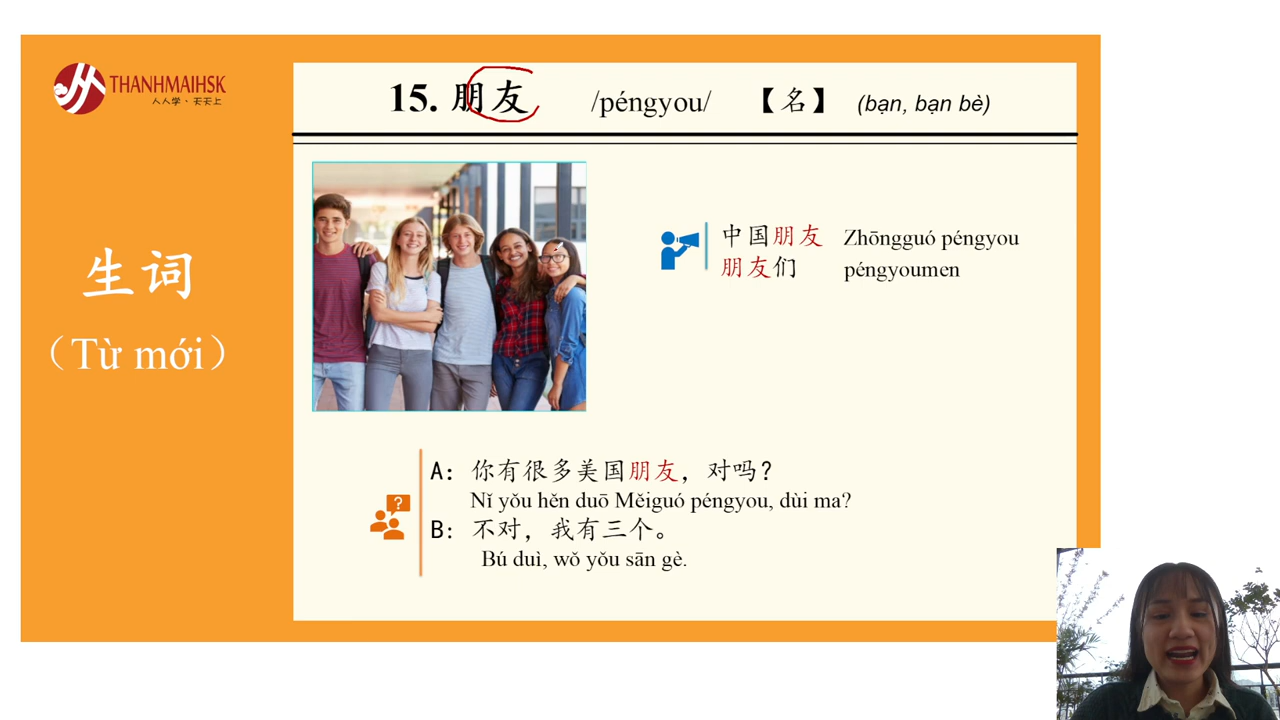 THANHMAIHSK
人人学·天天上
15. 朋友 /péngyou/ 【名】 (bạn, bạn bè)
生词
（Từ mới）
中国朋友 Zhōngguó péngyou
朋友们 péngyoumen
?
A: 你有很多美国朋友，对吗？
Nǐ yǒu hěn duō Měiguó péngyou, duì ma?
B: 不对，我有三个。
Bú duì, wǒ yǒu sān gè.